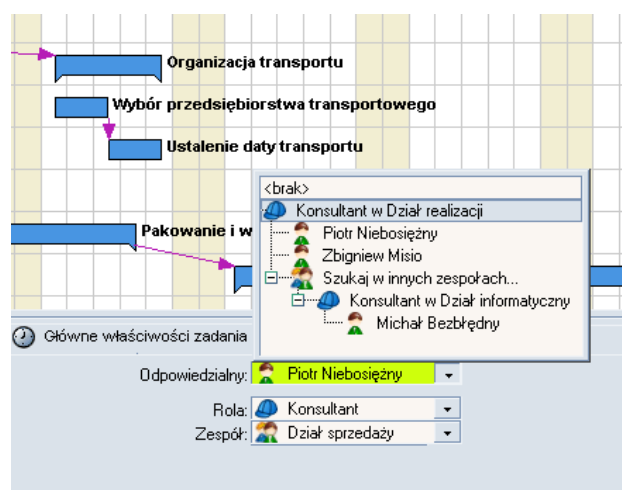 Organizacja transportu
Wybór przedsiębiorstwa transportowego
Ustalenie daty transportu
<brak>
Konsultant w Dział realizacji
Piotr Niebosiężny
Pakowanie i w
Zbigniew Misio
Szukaj w innych zespołach...
Konsultant w Dział informatyczny
Michał Bezbłędny
Główne właściwości zadania
Odpowiedzialny: Piotr Niebosiężny
Rola: Konsultant
Zespół: Dział sprzedaży